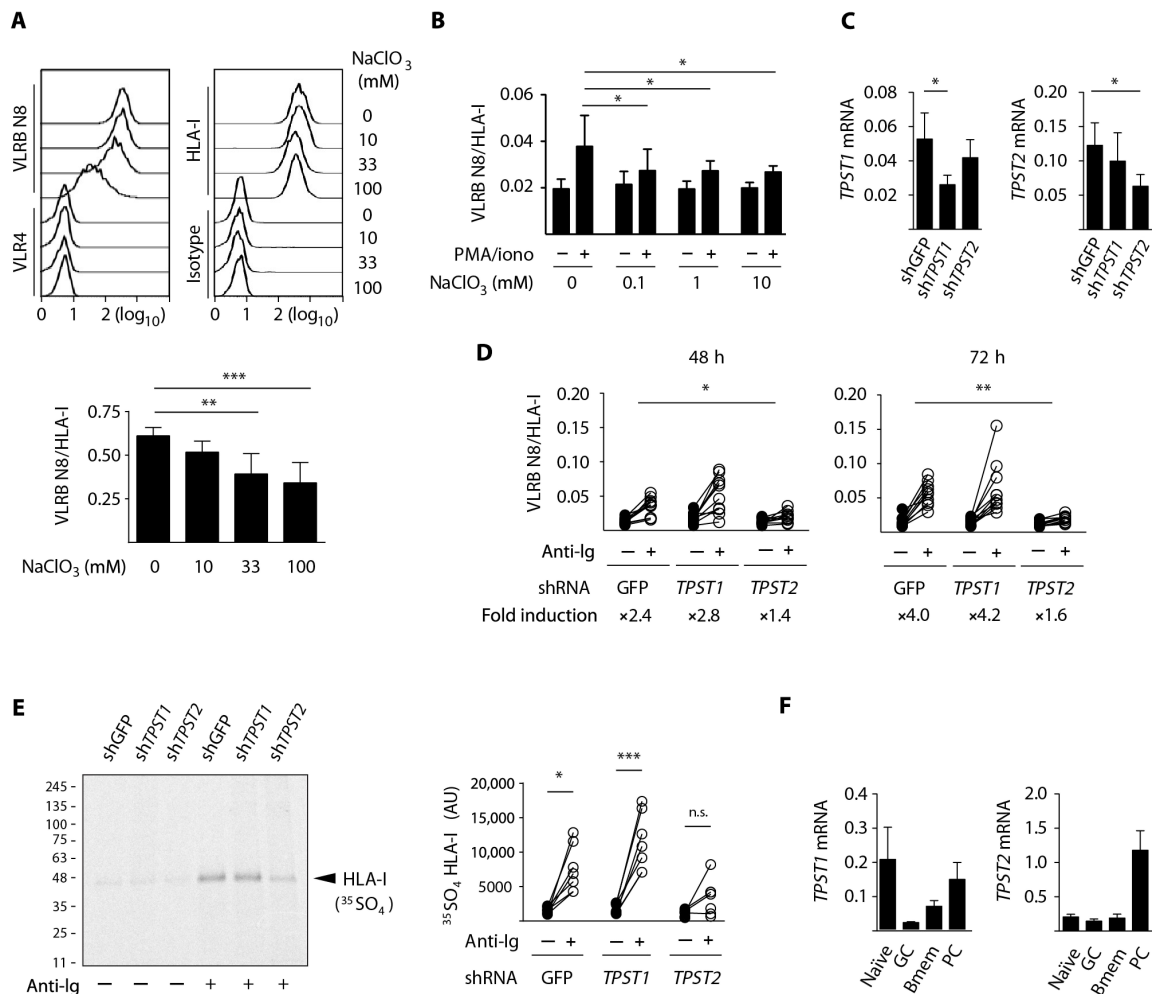 A
NaClO3
(mM)
VLRB N8
VLR4
HLA-I
Isotype
0
10
33
100
0
10
33
100
0 1 2 (log10)
0 1 2 (log10)
***
**
VLRB N8/HLA-I
0.75
0.50
0.25
NaClO3 (mM) 0 10 33 100
B
*
*
*
VLRB N8/HLA-I
0.06
0.04
0.02
– + – + – + – + PMA/iono
NaClO3 (mM) 0 0.1 1 10
C
*
TPST1 mRNA
0.08
0.06
0.04
0.02
shGFP
shTPST1
shTPST2
*
TPST2 mRNA
0.20
0.15
0.10
0.05
shGFP
shTPST1
shTPST2
D
48 h
*
VLRB N8/HLA-I
0.20
0.15
0.10
0.05
Anti-Ig – + – + – +
shRNA GFP TPST1 TPST2
Fold induction ×2.4 ×2.8 ×1.4
72 h
**
0.20
0.15
0.10
0.05
– + – + – +
GFP TPST1 TPST2
×4.0 ×4.2 ×1.6
E
shGFP
shTPST1
shTPST2
shGFP
shTPST1
shTPST2
245
135
100
75
63
48
35
25
11
HLA-I
(35SO4)
Anti-Ig – – – + + +
* *** n.s.
35SO4 HLA-I (AU)
20,000
15,000
10,000
5000
Anti-Ig – + – + – +
shRNA GFP TPST1 TPST2
F
TPST1 mRNA
0.4
0.3
0.2
0.1
Naïve
GC
Bmem
PC
TPST2 mRNA
2.0
1.5
1.0
0.5
Naïve
GC
Bmem
PC